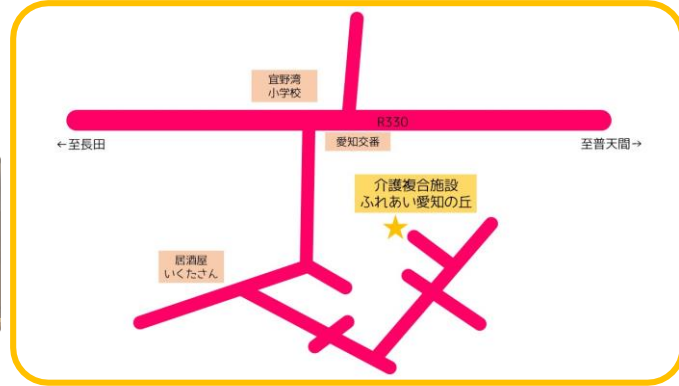 宜野湾
小学校
R330
←至長田
愛知交番
至普天間→
介護複合施設
ふれあい愛知の丘
居酒屋
いくたさん